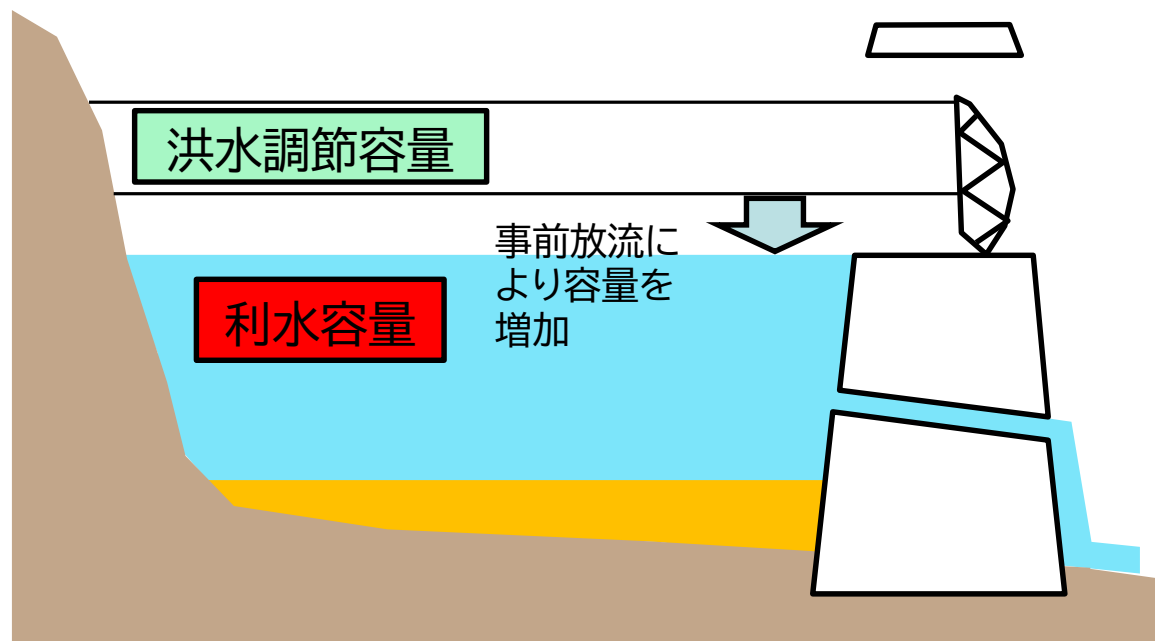 洪水調節容量
事前放流に
より容量を
増加
利水容量